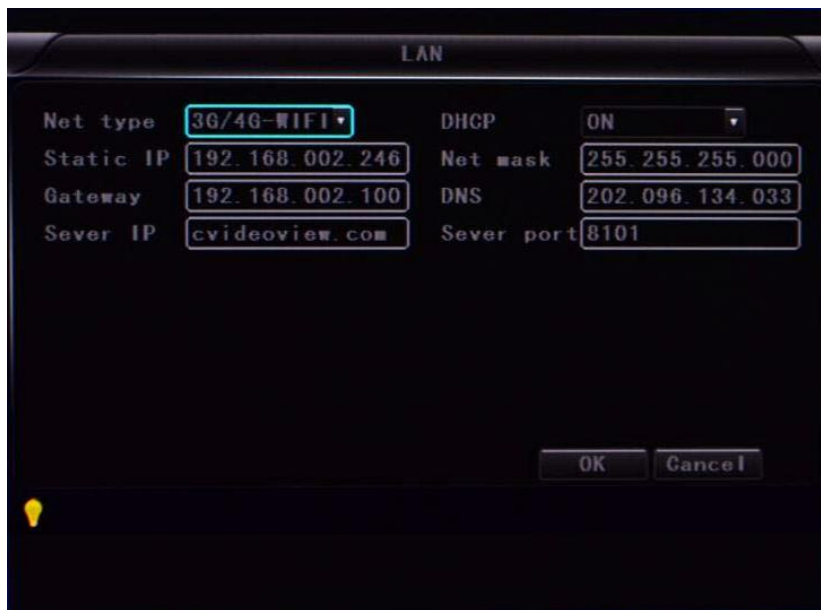 LAN
Net type 3G/4G-WIFI DHCP ON
Static IP 192.168.002.246 Net mask 255.255.255.000
Gateway 192.168.002.100 DNS 202.096.134.033
Sever IP cvideoview.com Sever port 8101
OK Cancel